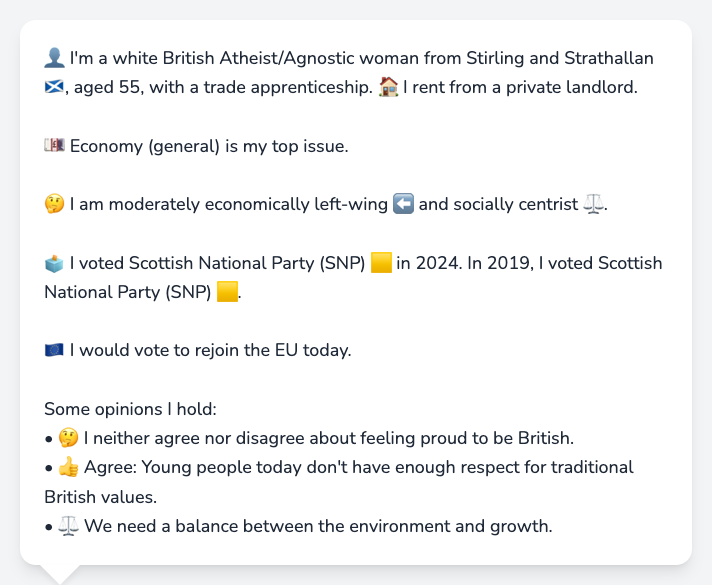 👤 I'm a white British Atheist/Agnostic woman from Stirling and Strathallan
🏴󠁧󠁢󠁳󠁣󠁴󠁿, aged 55, with a trade apprenticeship. 🏠 I rent from a private landlord.
💷 Economy (general) is my top issue.
🤔 I am moderately economically left-wing ⬅️ and socially centrist ⚖️.
🗳️ I voted Scottish National Party (SNP) 🟨 in 2024. In 2019, I voted Scottish
National Party (SNP) 🟨.
🇪🇺 I would vote to rejoin the EU today.
Some opinions I hold:
• 🤔 I neither agree nor disagree about feeling proud to be British.
• 👍 Agree: Young people today don't have enough respect for traditional
British values.
• ⚖️ We need a balance between the environment and growth.